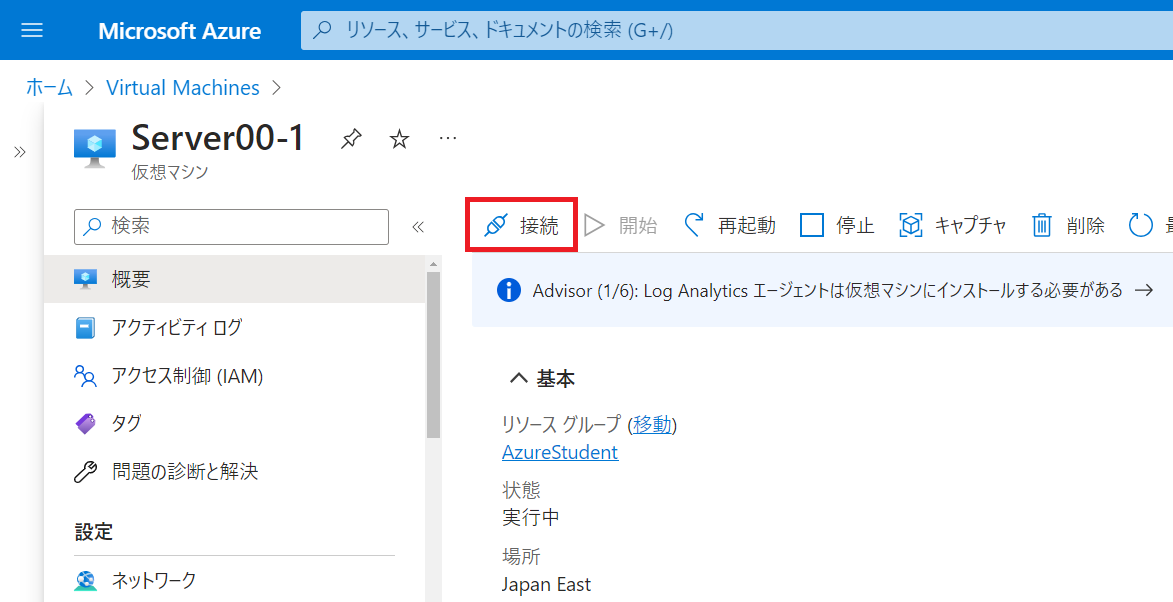 Microsoft Azure
リソース、サービス、ドキュメントの検索 (G+/)
ホーム > Virtual Machines >
Server00-1
仮想マシン
検索
接続 開始 再起動 停止 キャプチャ 削除
概要
Advisor (1/6): Log Analytics エージェントは仮想マシンにインストールする必要がある →
アクティビティ ログ
アクセス制御 (IAM)
タグ
問題の診断と解決
設定
ネットワーク
基本
リソース グループ (移動)
AzureStudent
状態
実行中
場所
Japan East